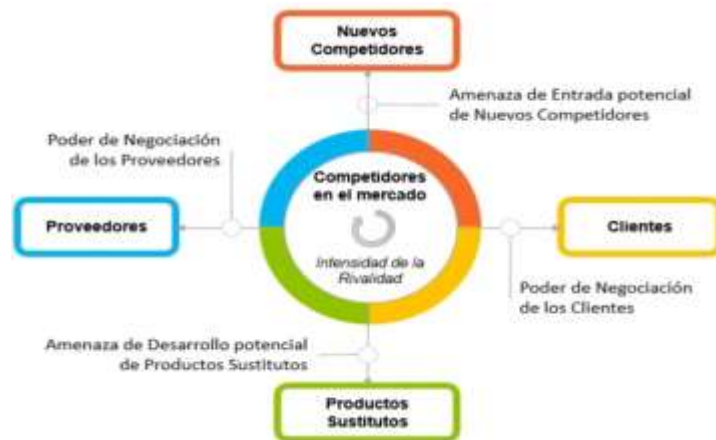 Nuevos
Competidores
Amenaza de Entrada potencial
de Nuevos Competidores
Poder de Negociación
de los Proveedores
Competidores
en el mercado
Proveedores
Clientes
Intensidad de la
Rivalidad
Poder de Negociación
de los Clientes
Amenaza de Desarrollo potencial
de Productos Sustitutos
Productos
Sustitutos